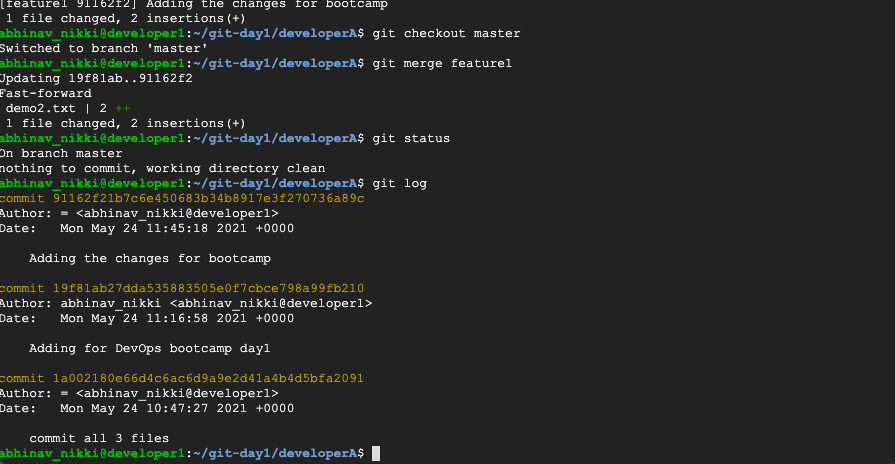 [feature1 91162f2] Adding the changes for bootcamp
1 file changed, 2 insertions(+)
abhinav_nikki@developer1:~/git-day1/developerA$ git checkout master
Switched to branch 'master'
abhinav_nikki@developer1:~/git-day1/developerA$ git merge feature1
Updating 19f81ab..91162f2
Fast-forward
demo2.txt | 2 ++
1 file changed, 2 insertions(+)
abhinav_nikki@developer1:~/git-day1/developerA$ git status
On branch master
nothing to commit, working directory clean
abhinav_nikki@developer1:~/git-day1/developerA$ git log
commit 91162f21b7c6e450683b34b8917e3f270736a89c
Author: = <abhinav_nikki@developer1>
Date:   Mon May 24 11:45:18 2021 +0000
Adding the changes for bootcamp
commit 19f81ab27dda535883505e0f7cbce798a99fb210
Author: abhinav_nikki <abhinav_nikki@developer1>
Date:   Mon May 24 11:16:58 2021 +0000
Adding for DevOps bootcamp day1
commit 1a002180e66d4c6ac6d9a9e2d41a4b4d5bfa2091
Author: = <abhinav_nikki@developer1>
Date:   Mon May 24 10:47:27 2021 +0000
commit all 3 files
abhinav_nikki@developer1:~/git-day1/developerA$